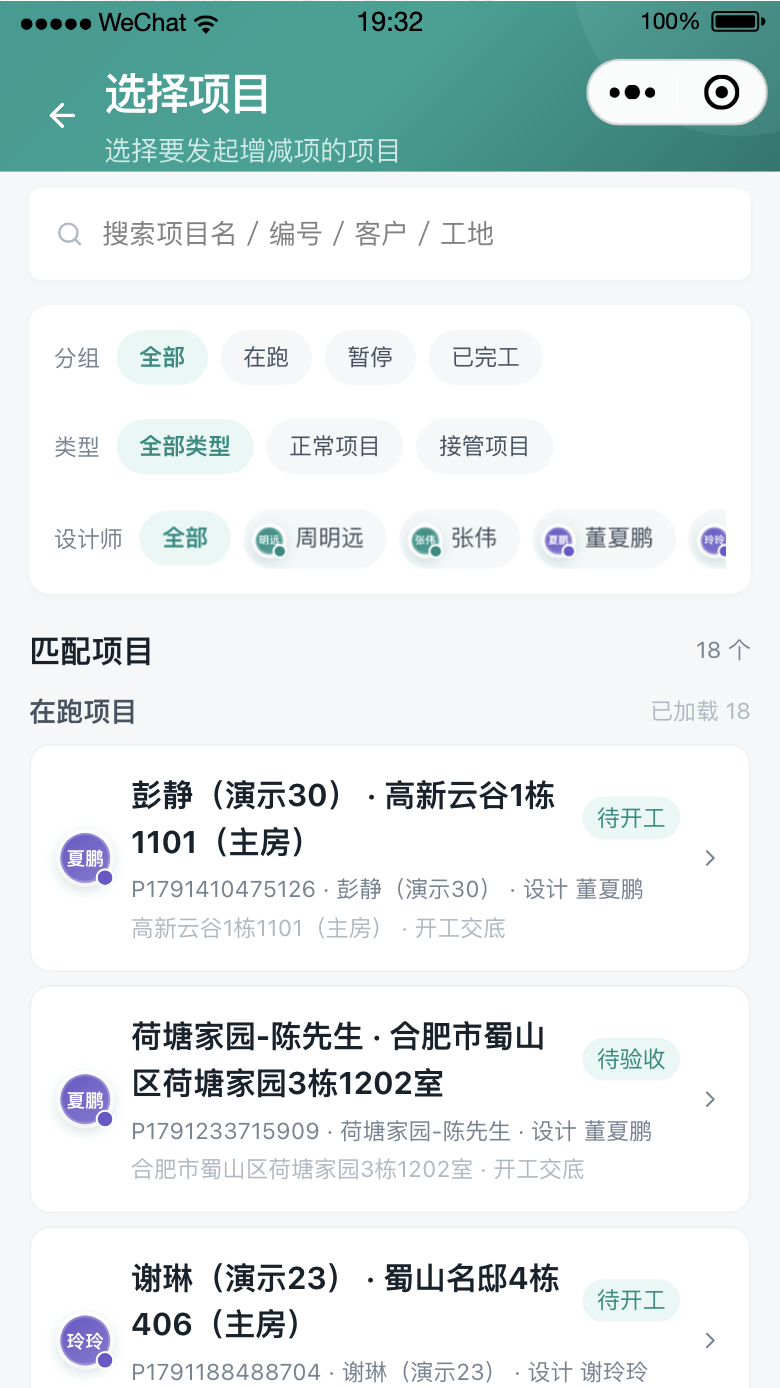 WeChat 19:32 100%
选择项目
选择要发起增减项的项目
搜索项目名 / 编号 / 客户 / 工地
分组 全部 在跑 暂停 已完工
类型 全部类型 正常项目 接管项目
设计师 全部 明远 周明远 张伟 张伟 夏鹏 董夏鹏 玲玲
匹配项目 18 个
在跑项目 已加载 18
彭静（演示30） · 高新云谷1栋
1101（主房）
待开工
夏鹏
P1791410475126 · 彭静（演示30） · 设计 董夏鹏
高新云谷1栋1101（主房） · 开工交底
荷塘家园-陈先生 · 合肥市蜀山
区荷塘家园3栋1202室
待验收
夏鹏
P1791233715909 · 荷塘家园-陈先生 · 设计 董夏鹏
合肥市蜀山区荷塘家园3栋1202室 · 开工交底
谢琳（演示23） · 蜀山名邸4栋
406（主房）
待开工
玲玲
P1791188488704 · 谢琳（演示23） · 设计 谢玲玲